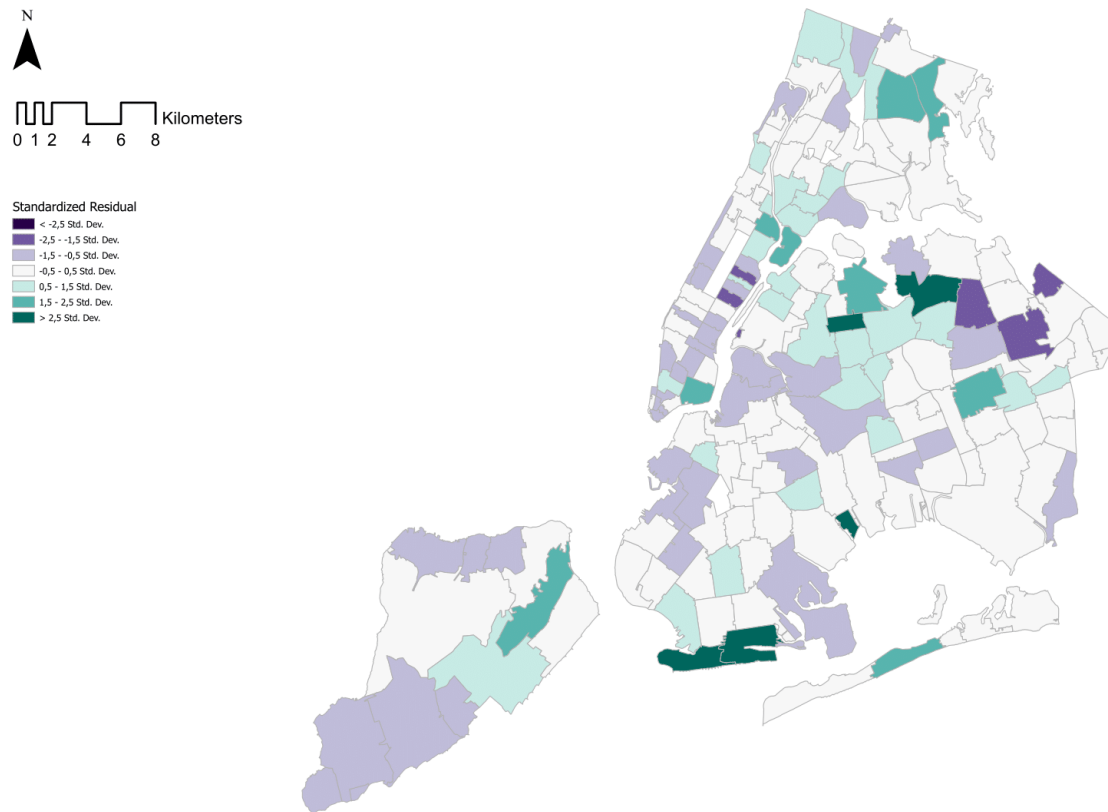 N
Kilometers
0 1 2 4 6 8
Standardized Residual
< -2,5 Std. Dev.
-2,5 - -1,5 Std. Dev.
-1,5 - -0,5 Std. Dev.
-0,5 - 0,5 Std. Dev.
0,5 - 1,5 Std. Dev.
1,5 - 2,5 Std. Dev.
> 2,5 Std. Dev.